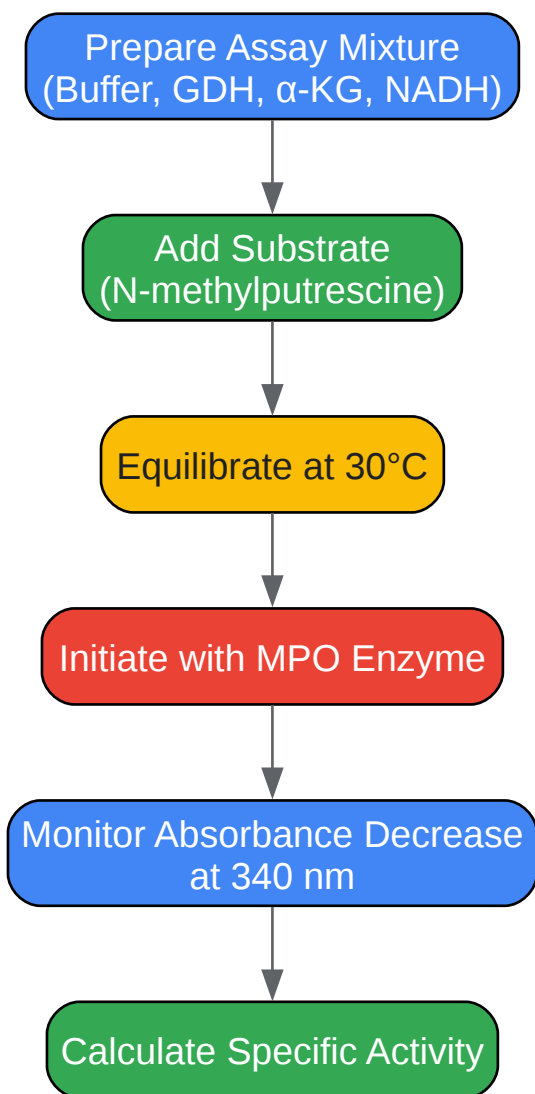 Prepare Assay Mixture
(Buffer, GDH, α-KG, NADH)
Add Substrate
(N-methylputrescine)
Equilibrate at 30°C
Initiate with MPO Enzyme
Monitor Absorbance Decrease
at 340 nm
Calculate Specific Activity